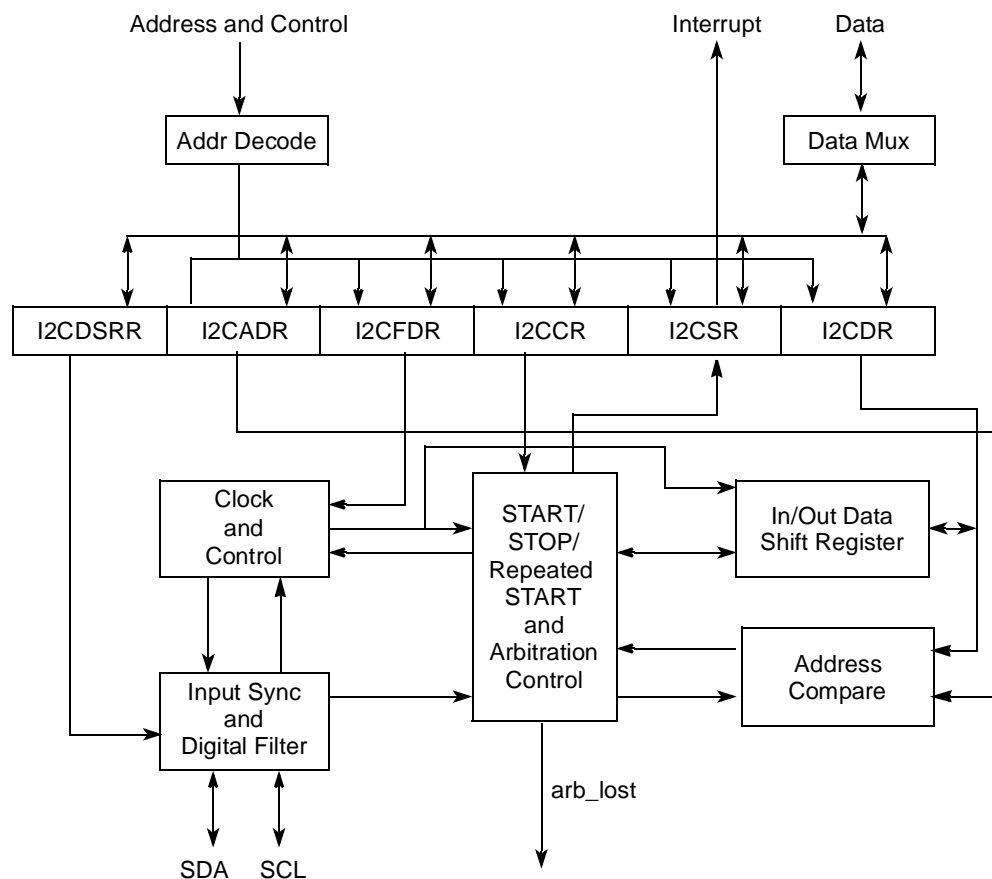 Address and Control
Interrupt
Data
Addr Decode
Data Mux
I2CDSRR
I2CADR
I2CFDR
I2CCR
I2CSR
I2CDR
Clock
and
Control
START/
STOP/
Repeated
START
and
Arbitration
Control
In/Out Data
Shift Register
Input Sync
and
Digital Filter
Address
Compare
arb_lost
SDA
SCL